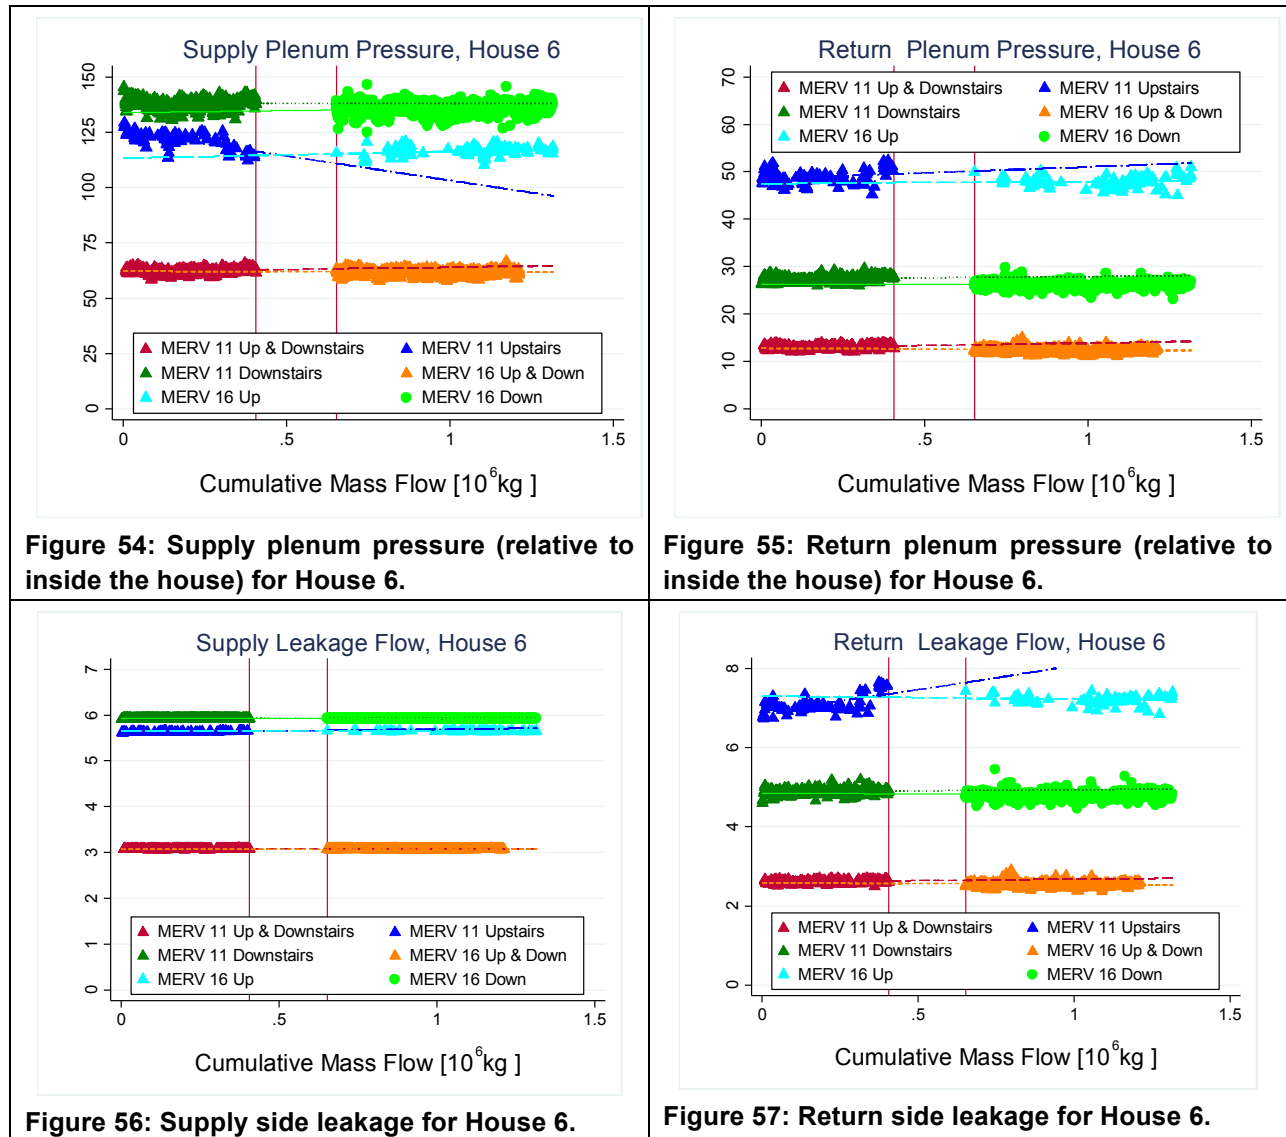 Supply Plenum Pressure, House 6
150
125
100
75
50
25
0
MERV 11 Up & Downstairs
MERV 11 Upstairs
MERV 11 Downstairs
MERV 16 Up & Down
MERV 16 Up
MERV 16 Down
0 .5 1 1.5
Cumulative Mass Flow [10⁶kg ]
Figure 54: Supply plenum pressure (relative to
inside the house) for House 6.
Return Plenum Pressure, House 6
70
60
50
40
30
20
10
0
MERV 11 Up & Downstairs
MERV 11 Upstairs
MERV 11 Downstairs
MERV 16 Up & Down
MERV 16 Up
MERV 16 Down
0 .5 1 1.5
Cumulative Mass Flow [10⁶kg ]
Figure 55: Return plenum pressure (relative to
inside the house) for House 6.
Supply Leakage Flow, House 6
7
6
5
4
3
2
1
0
MERV 11 Up & Downstairs
MERV 11 Upstairs
MERV 11 Downstairs
MERV 16 Up & Down
MERV 16 Up
MERV 16 Down
0 .5 1 1.5
Cumulative Mass Flow [10⁶kg ]
Figure 56: Supply side leakage for House 6.
Return Leakage Flow, House 6
8
6
4
2
0
MERV 11 Up & Downstairs
MERV 11 Upstairs
MERV 11 Downstairs
MERV 16 Up & Down
MERV 16 Up
MERV 16 Down
0 .5 1 1.5
Cumulative Mass Flow [10⁶kg ]
Figure 57: Return side leakage for House 6.